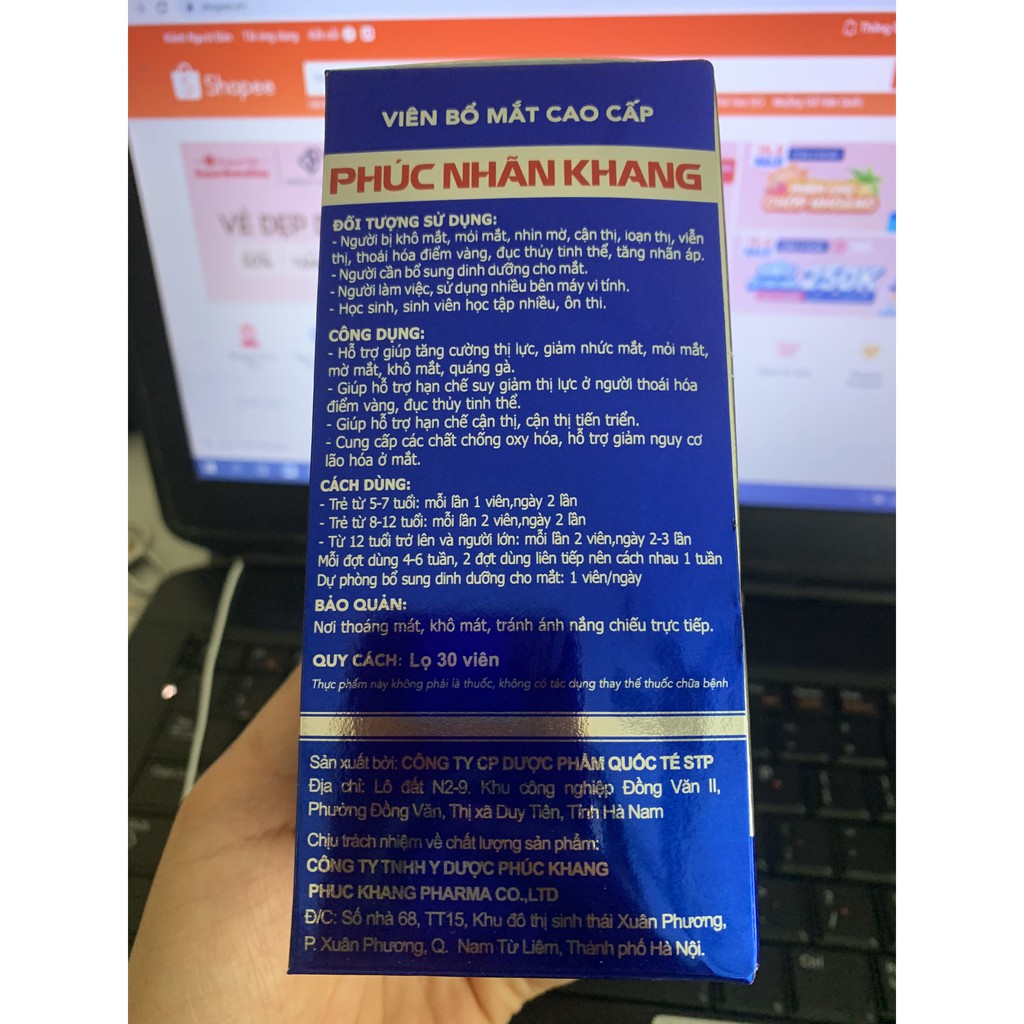 Shopee
VIÊN BỔ MẮT CAO CẤP
PHÚC NHÃN KHANG
ĐỐI TƯỢNG SỬ DỤNG:
- Người bị khô mắt, mỏi mắt, nhìn mờ, cận thị, loạn thị, viễn
thị, thoái hóa điểm vàng, đục thủy tinh thể, tăng nhãn áp.
- Người cần bổ sung dinh dưỡng cho mắt.
- Người làm việc, sử dụng nhiều bên máy vi tính.
- Học sinh, sinh viên học tập nhiều, ôn thi.
CÔNG DỤNG:
- Hỗ trợ giúp tăng cường thị lực, giảm nhức mắt, mỏi mắt,
mờ mắt, khô mắt, quáng gà.
- Giúp hỗ trợ hạn chế suy giảm thị lực ở người thoái hóa
điểm vàng, đục thủy tinh thể.
- Giúp hỗ trợ hạn chế cận thị, cận thị tiến triển.
- Cung cấp các chất chống oxy hóa, hỗ trợ giảm nguy cơ
lão hóa ở mắt.
CÁCH DÙNG:
- Trẻ từ 5-7 tuổi: mỗi lần 1 viên,ngày 2 lần
- Trẻ từ 8-12 tuổi: mỗi lần 2 viên,ngày 2 lần
- Từ 12 tuổi trở lên và người lớn: mỗi lần 2 viên,ngày 2-3 lần
Mỗi đợt dùng 4-6 tuần, 2 đợt dùng liên tiếp nên cách nhau 1 tuần
Dự phòng bổ sung dinh dưỡng cho mắt: 1 viên/ngày
BẢO QUẢN:
Nơi thoáng mát, khô mát, tránh ánh nắng chiếu trực tiếp.
QUY CÁCH: Lọ 30 viên
Thực phẩm này không phải là thuốc, không có tác dụng thay thế thuốc chữa bệnh
Sản xuất bởi: CÔNG TY CP DƯỢC PHẨM QUỐC TẾ STP
Địa chỉ: Lô đất N2-9. Khu công nghiệp Đồng Văn II,
Phường Đồng Văn, Thị xã Duy Tiên, Tỉnh Hà Nam
Chịu trách nhiệm về chất lượng sản phẩm:
CÔNG TY TNHH Y DƯỢC PHÚC KHANG
PHUC KHANG PHARMA CO.,LTD
Đ/C: Số nhà 68, TT15, Khu đô thị sinh thái Xuân Phương,
P. Xuân Phương, Q. Nam Từ Liêm, Thành phố Hà Nội.
VẺ ĐẸP
250K
Ctrl